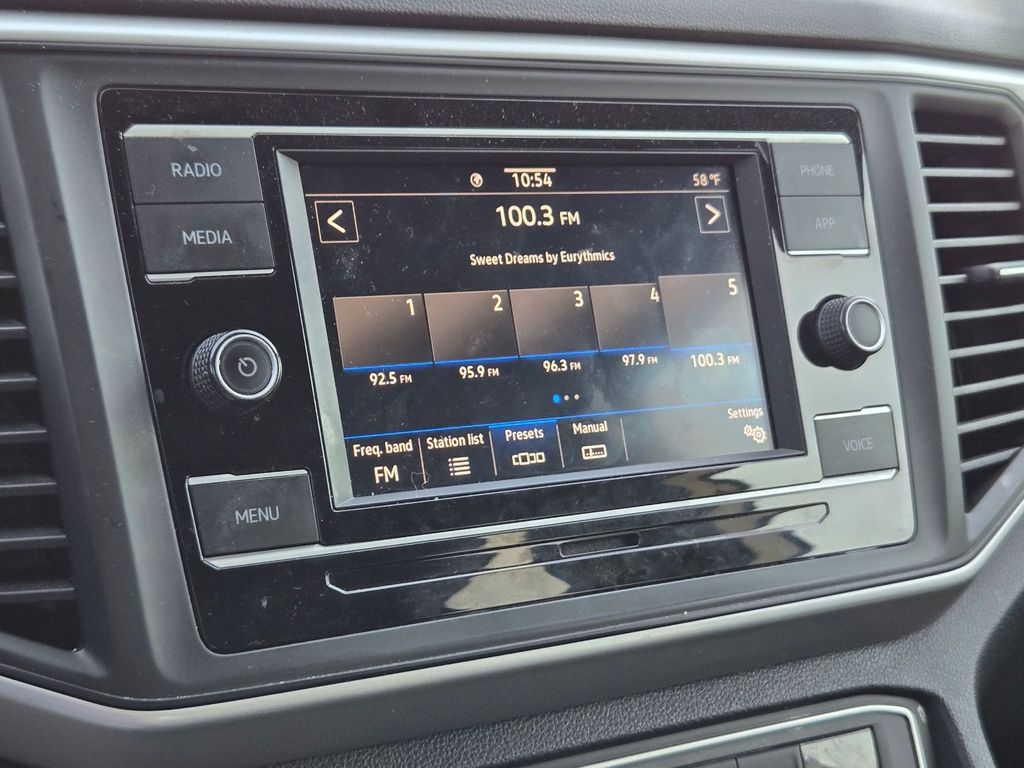 RADIO
MEDIA
MENU
10:54
58°F
<
100.3 FM
>
Sweet Dreams by Eurythmics
1 2 3 4 5
92.5 FM 95.9 FM 96.3 FM 97.9 FM 100.3 FM
Freq. band Station list Presets Manual Settings
FM
PHONE
APP
VOICE